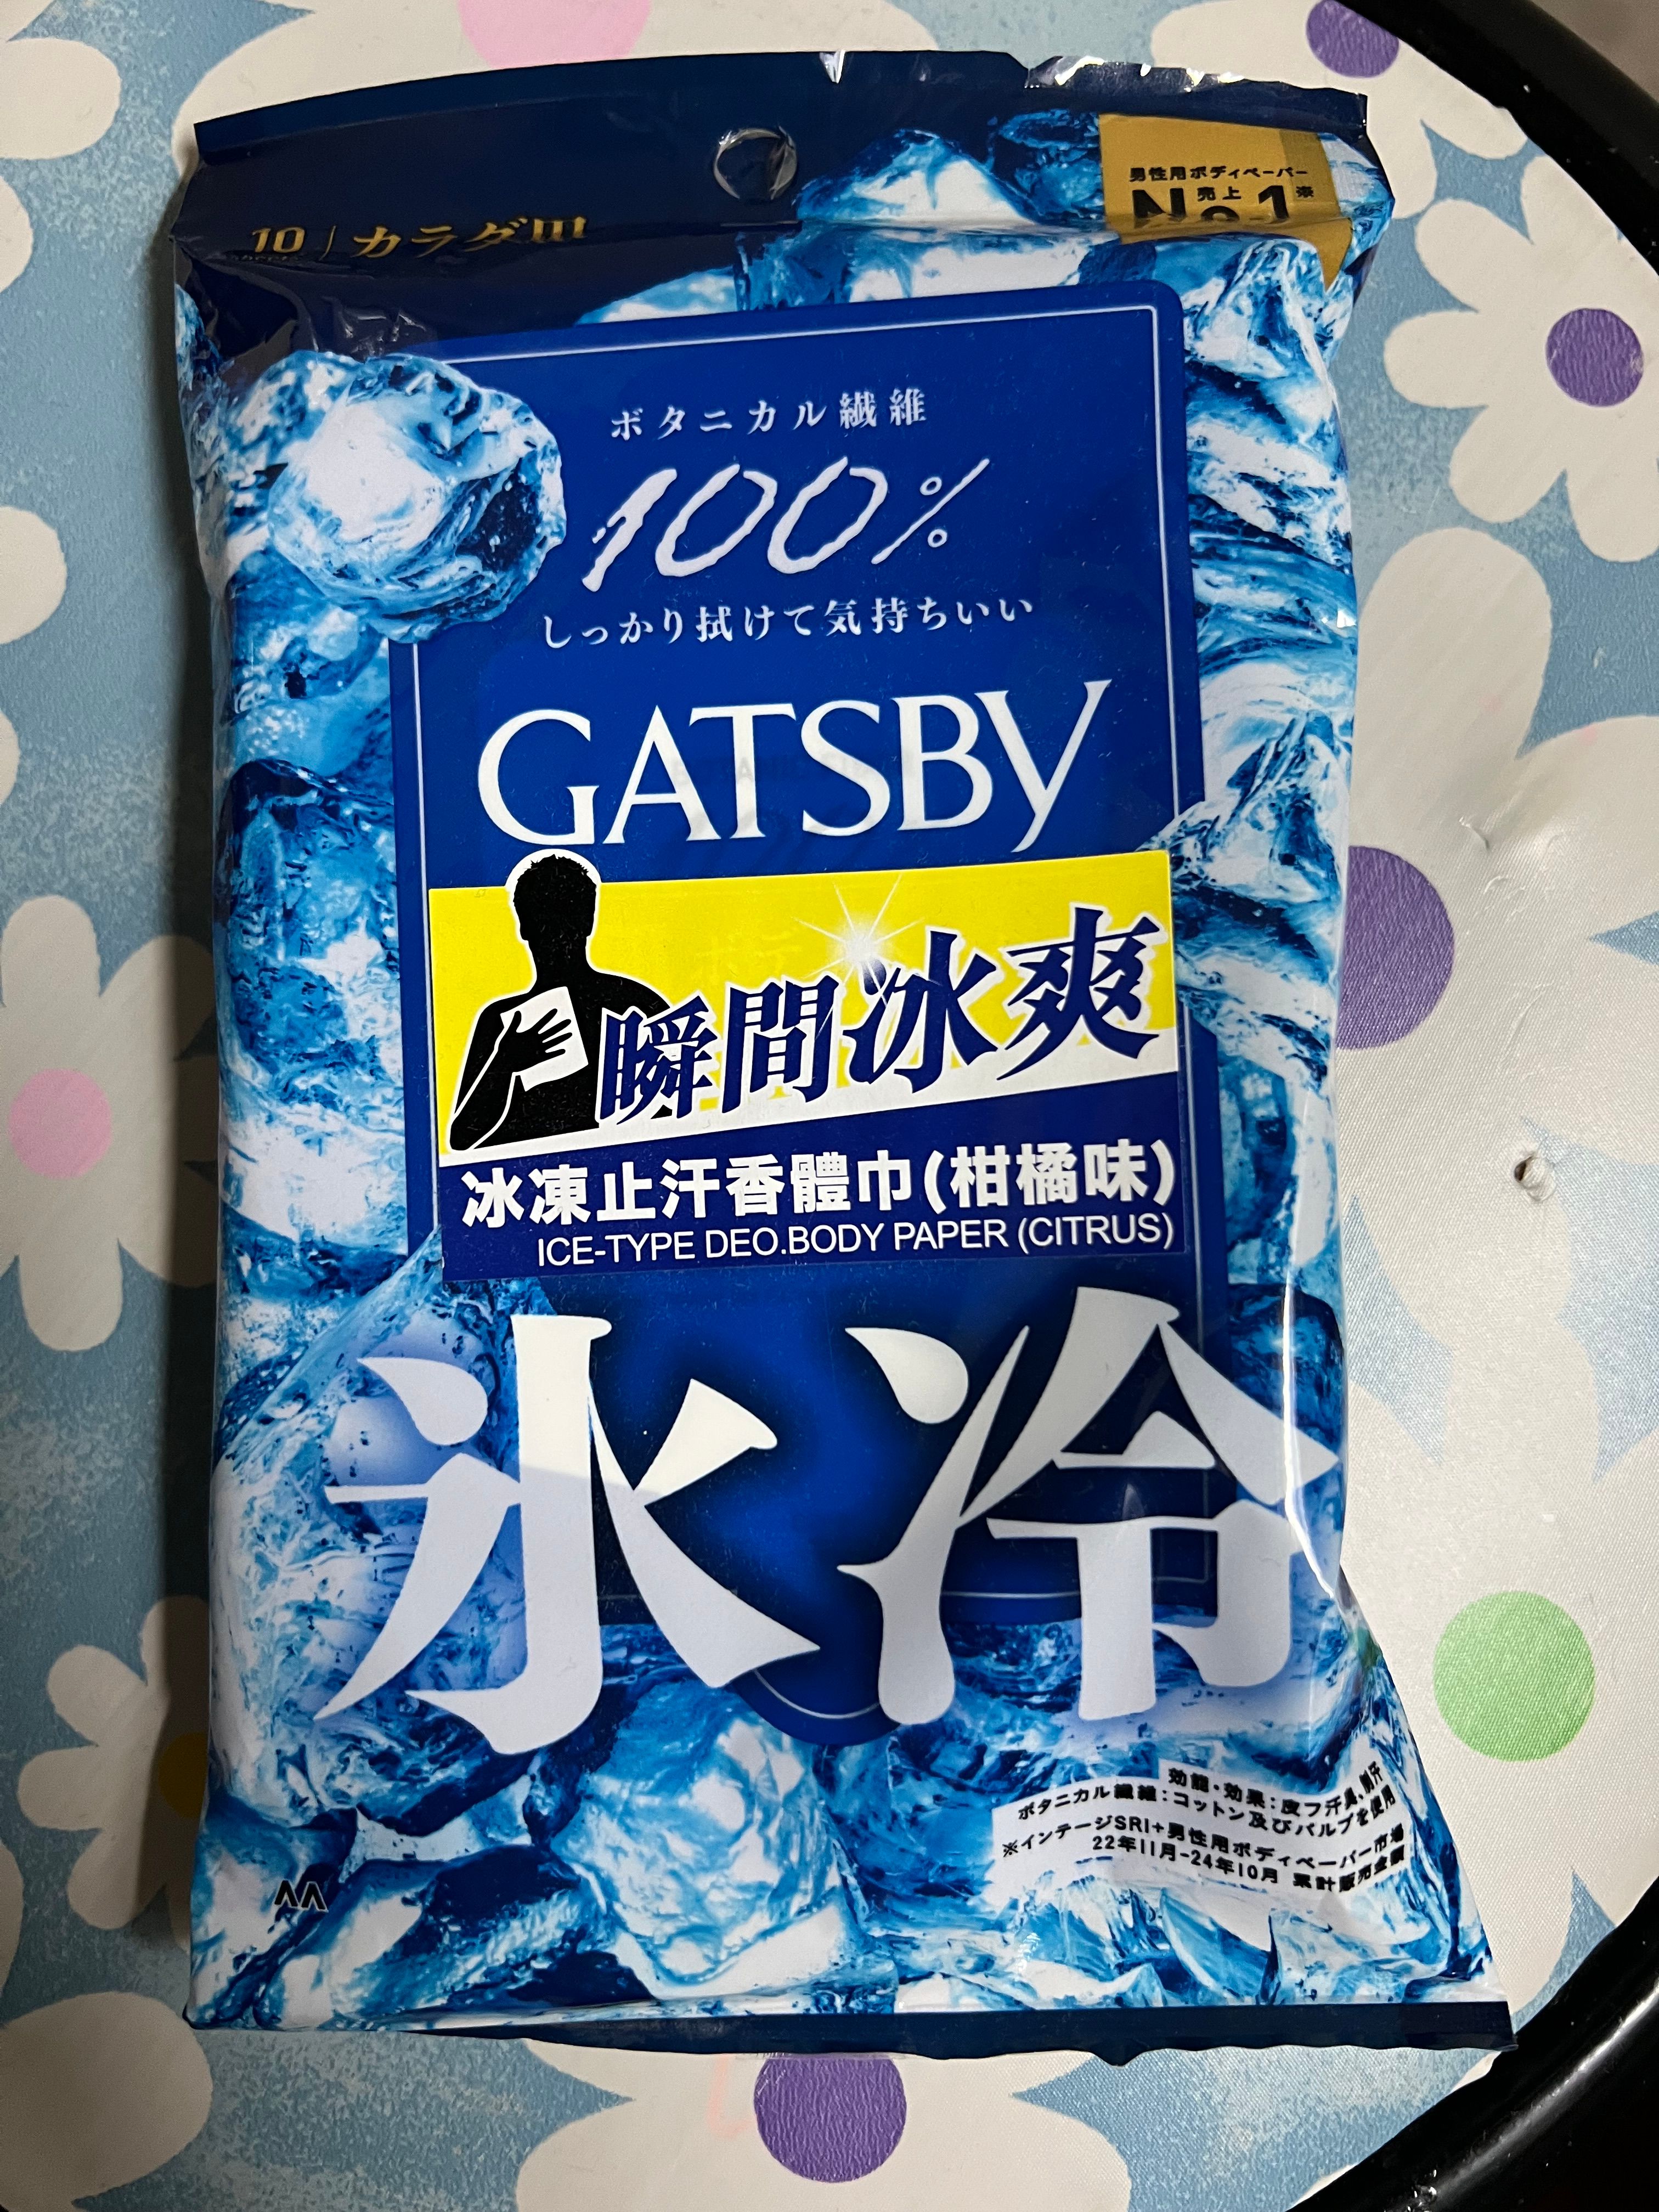 男性用ボディペーパー
売上
No.1※
10
カラダ用
ボタニカル繊維
100%
しっかり拭けて気持ちいい
GATSBY
瞬間冰爽
冰凍止汗香體巾(柑橘味)
ICE-TYPE DEO.BODY PAPER (CITRUS)
氷冷
効能・効果:皮フ汗臭、制汗
ボタニカル繊維:コットン及びパルプを使用
※インテージSRI+男性用ボディペーパー市場
22年11月-24年10月 累計販売金額